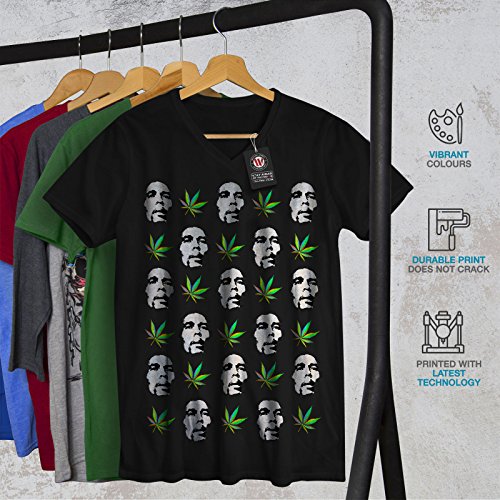 W
VIBRANT
COLOURS
DURABLE PRINT
DOES NOT CRACK
PRINTED WITH
LATEST
TECHNOLOGY